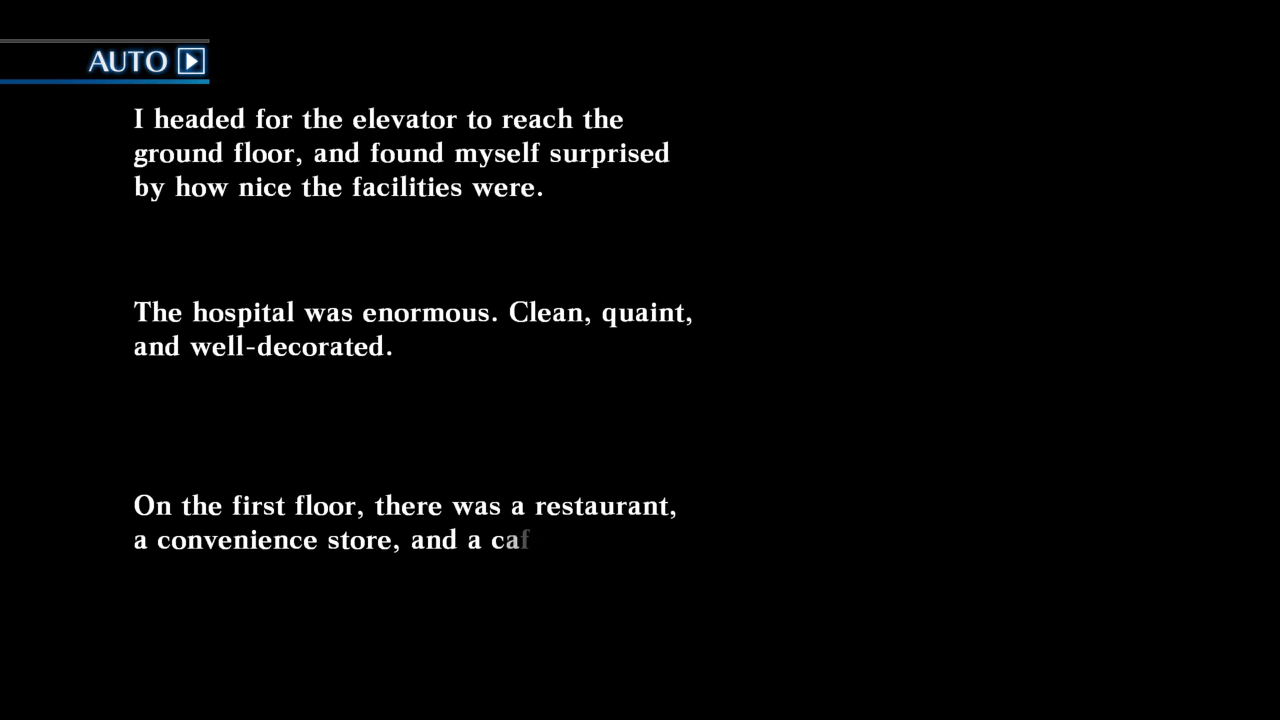 AUTO
I headed for the elevator to reach the
ground floor, and found myself surprised
by how nice the facilities were.
The hospital was enormous. Clean, quaint,
and well-decorated.
On the first floor, there was a restaurant,
a convenience store, and a caf